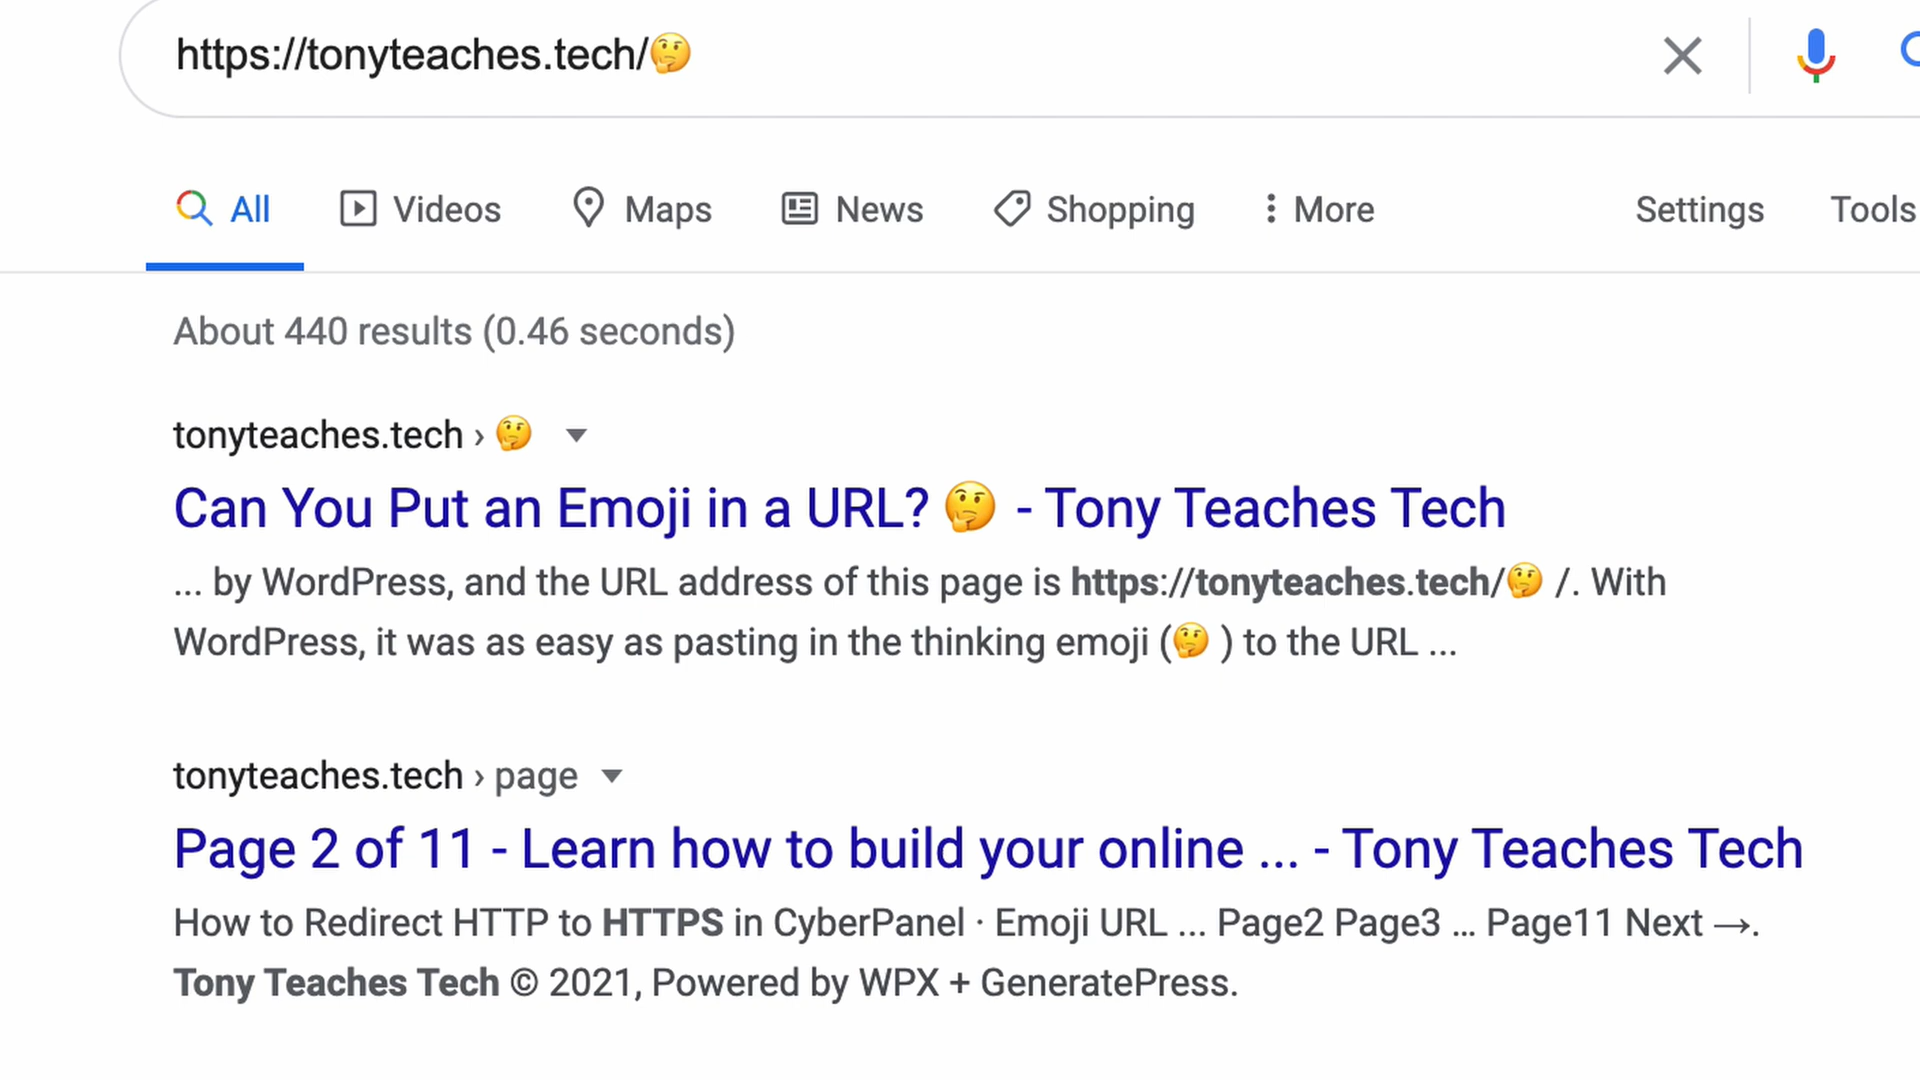 https://tonyteaches.tech/🤔
All Videos Maps News Shopping More Settings Tools
About 440 results (0.46 seconds)
tonyteaches.tech › 🤔
Can You Put an Emoji in a URL? 🤔 - Tony Teaches Tech
... by WordPress, and the URL address of this page is https://tonyteaches.tech/🤔 /. With
WordPress, it was as easy as pasting in the thinking emoji (🤔 ) to the URL ...
tonyteaches.tech › page
Page 2 of 11 - Learn how to build your online ... - Tony Teaches Tech
How to Redirect HTTP to HTTPS in CyberPanel · Emoji URL ... Page2 Page3 … Page11 Next →.
Tony Teaches Tech © 2021, Powered by WPX + GeneratePress.